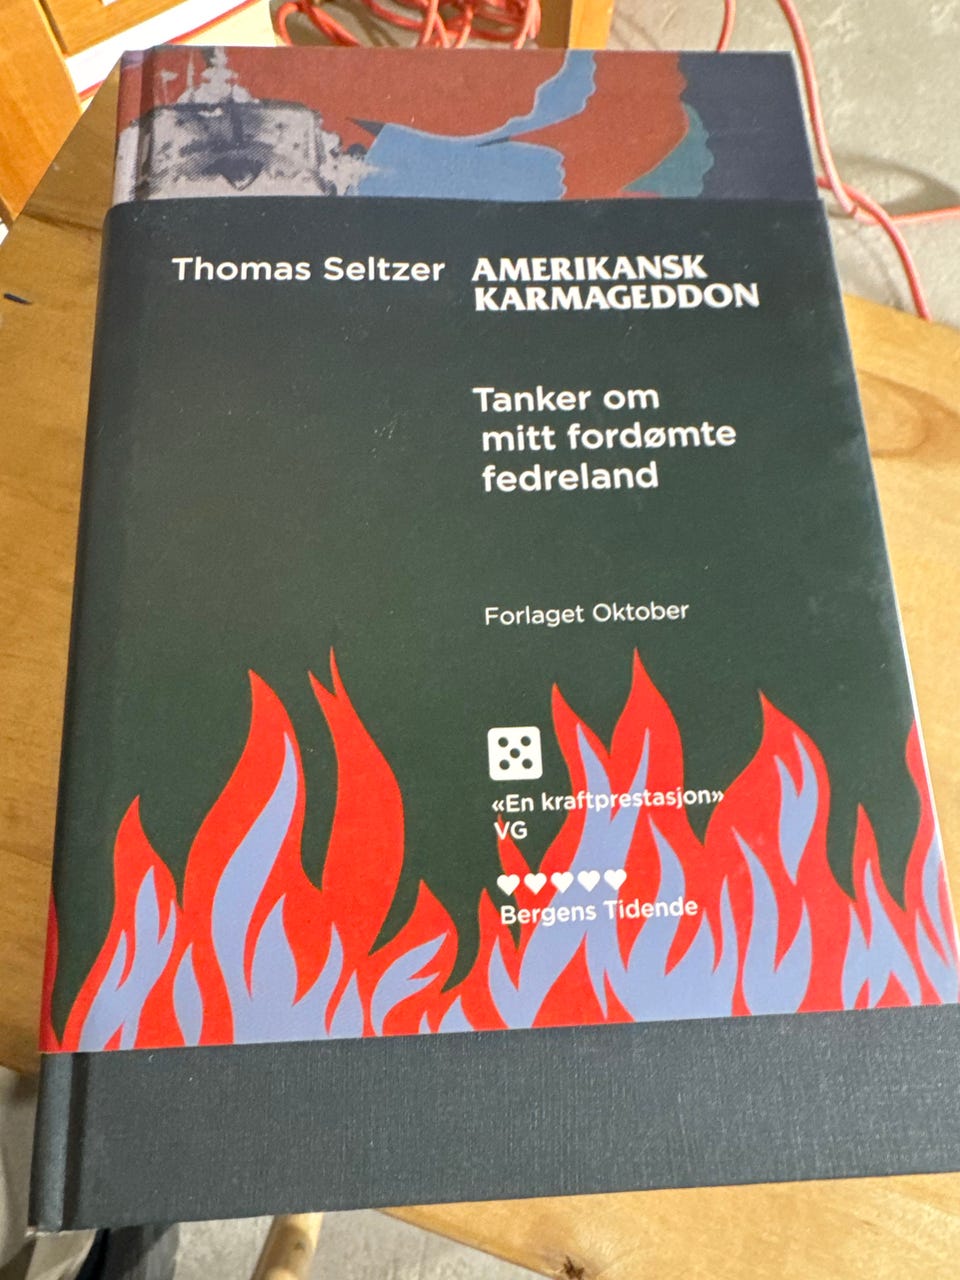 Thomas Seltzer
AMERIKANSK
KARMAGEDDON
Tanker om
mitt fordømte
fedreland
Forlaget Oktober
«En kraftprestasjon»
VG
Bergens Tidende